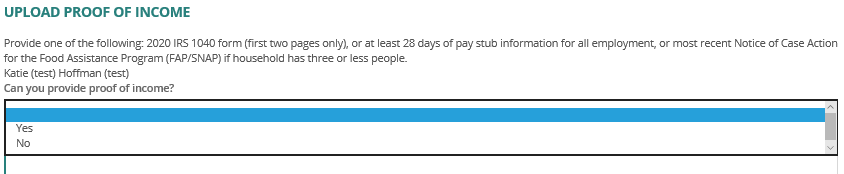 UPLOAD PROOF OF INCOME
Provide one of the following: 2020 IRS 1040 form (first two pages only), or at least 28 days of pay stub information for all employment, or most recent Notice of Case Action
for the Food Assistance Program (FAP/SNAP) if household has three or less people.
Katie (test) Hoffman (test)
Can you provide proof of income?
Yes
No